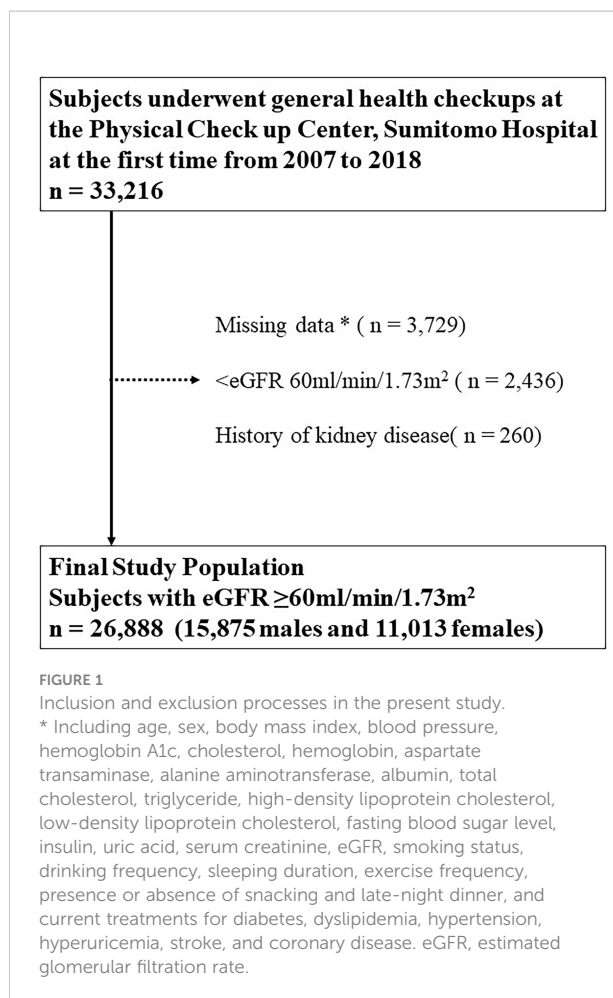 Subjects underwent general health checkups at
the Physical Check up Center, Sumitomo Hospital
at the first time from 2007 to 2018
n = 33,216
Missing data * ( n = 3,729)
<eGFR 60ml/min/1.73m² ( n = 2,436)
History of kidney disease( n = 260)
Final Study Population
Subjects with eGFR ≥60ml/min/1.73m²
n = 26,888 (15,875 males and 11,013 females)
FIGURE 1
Inclusion and exclusion processes in the present study.
* Including age, sex, body mass index, blood pressure,
hemoglobin A1c, cholesterol, hemoglobin, aspartate
transaminase, alanine aminotransferase, albumin, total
cholesterol, triglyceride, high-density lipoprotein cholesterol,
low-density lipoprotein cholesterol, fasting blood sugar level,
insulin, uric acid, serum creatinine, eGFR, smoking status,
drinking frequency, sleeping duration, exercise frequency,
presence or absence of snacking and late-night dinner, and
current treatments for diabetes, dyslipidemia, hypertension,
hyperuricemia, stroke, and coronary disease. eGFR, estimated
glomerular filtration rate.